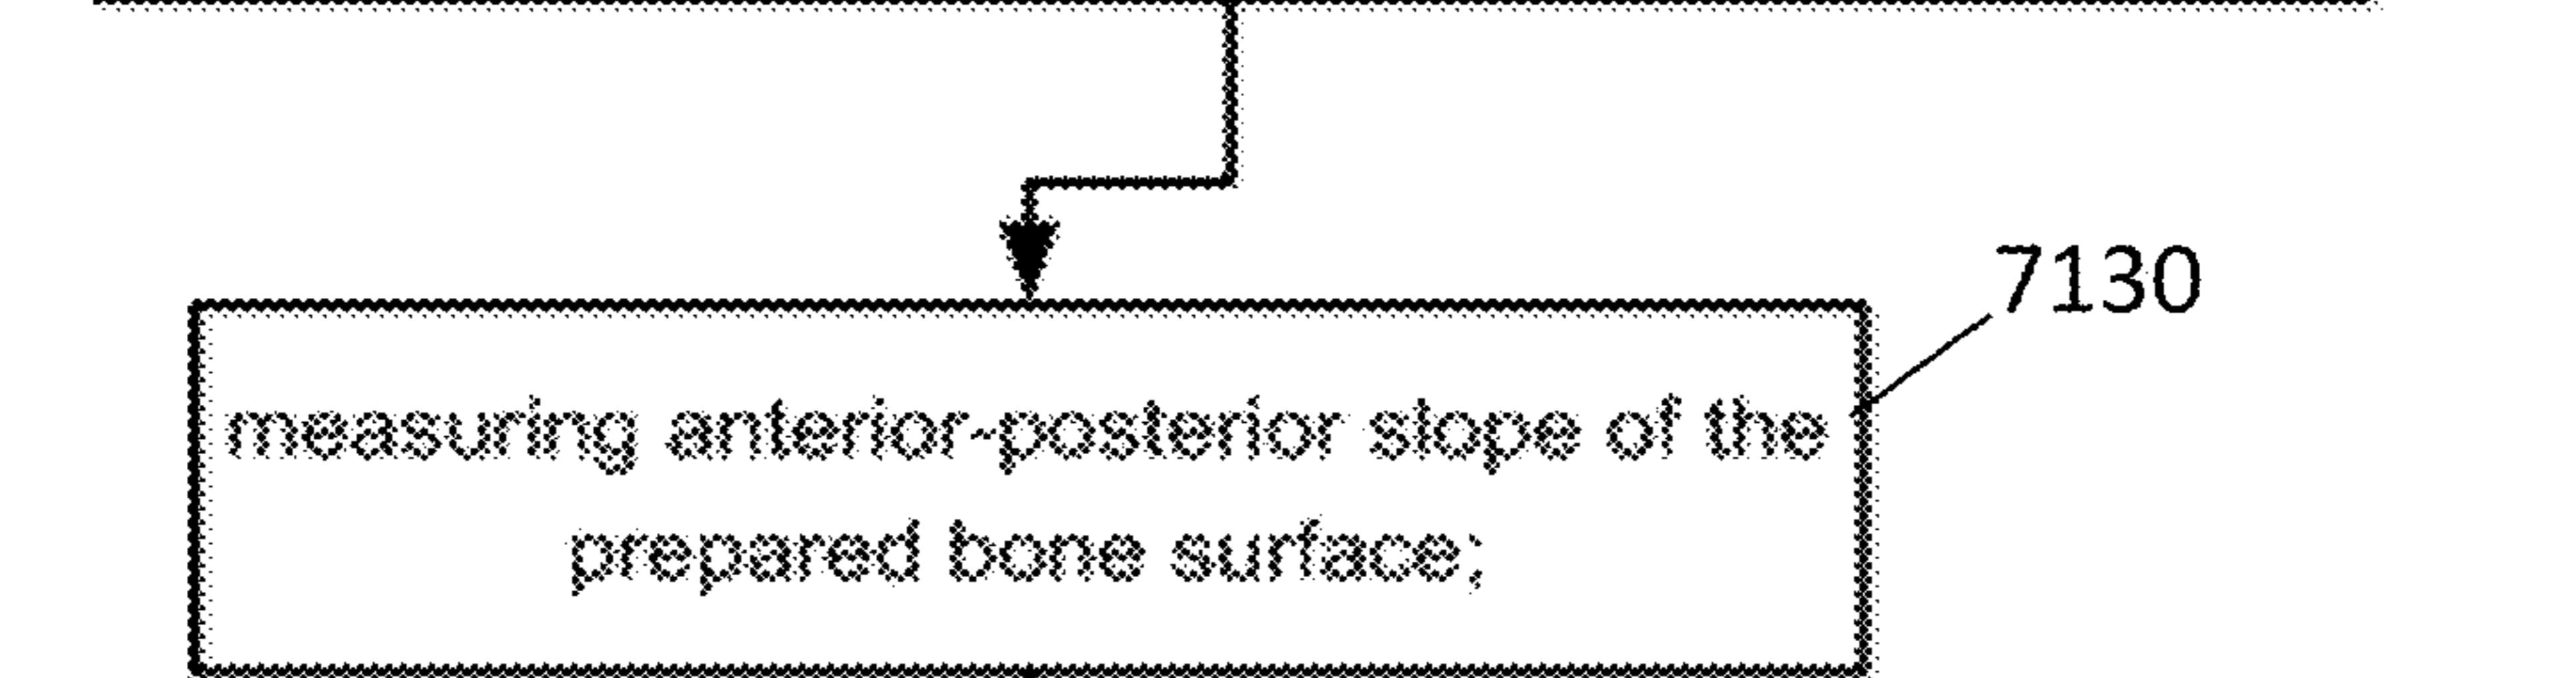 7130
measuring anterior-posterior slope of the
prepared bone surface;